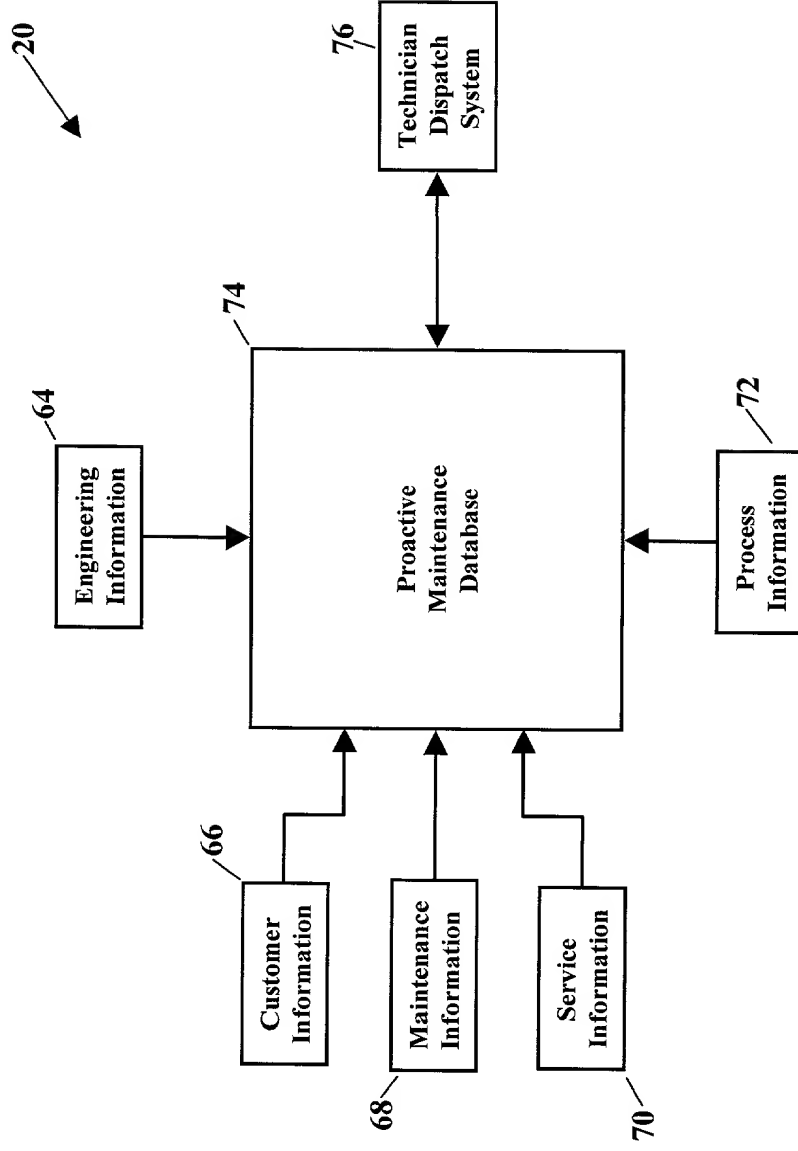 20
64
Engineering
Information
66
Customer
Information
68
Maintenance
Information
70
Service
Information
74
Proactive
Maintenance
Database
76
Technician
Dispatch
System
72
Process
Information